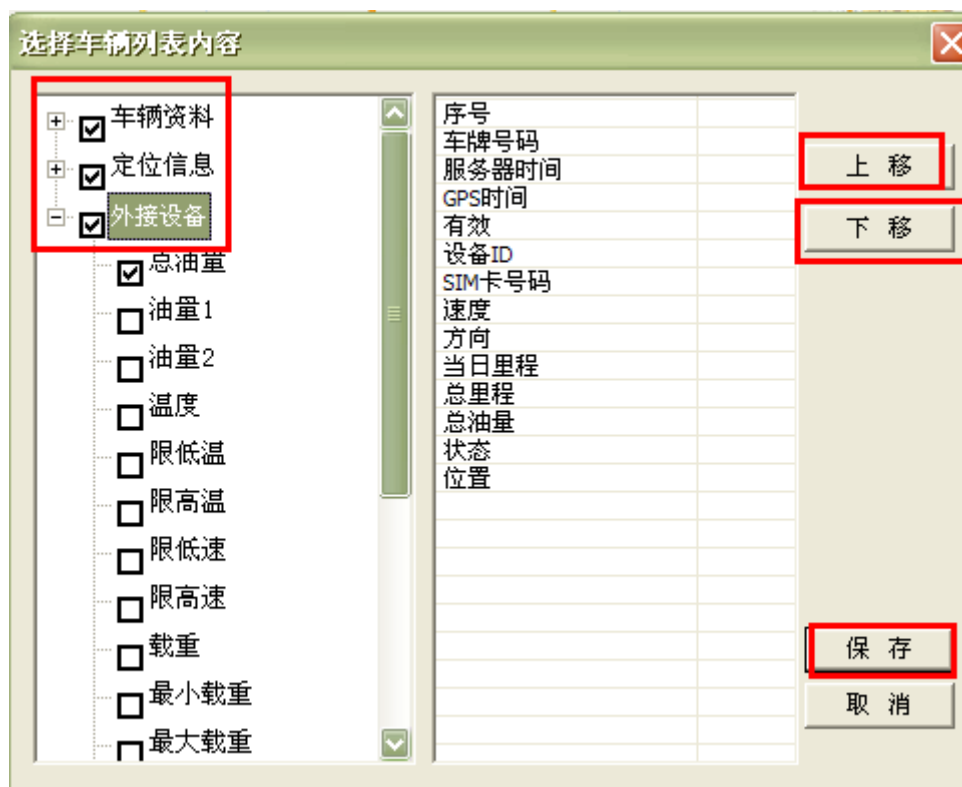 选择车辆列表内容
车辆资料
定位信息
外接设备
总油量
油量1
油量2
温度
限低温
限高温
限低速
限高速
载重
最小载重
最大载重
序号
车牌号码
服务器时间
GPS时间
有效
设备ID
SIM卡号码
速度
方向
当日里程
总里程
总油量
状态
位置
上 移
下 移
保 存
取 消